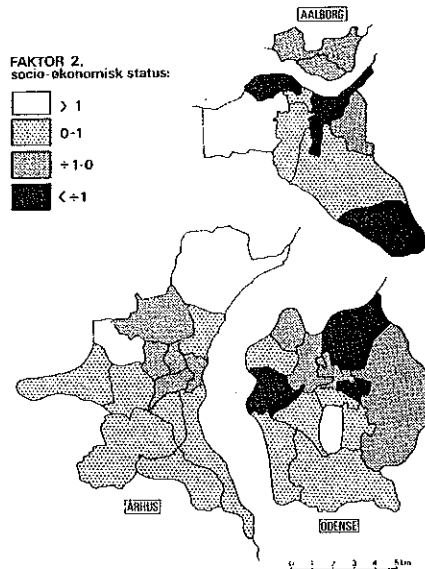 AALBORG
FAKTOR 2.
socio-økonomisk status:
> 1
0-1
÷1-0
< ÷1
ÅRHUS
ODENSE
0 1 2 3 4 5km